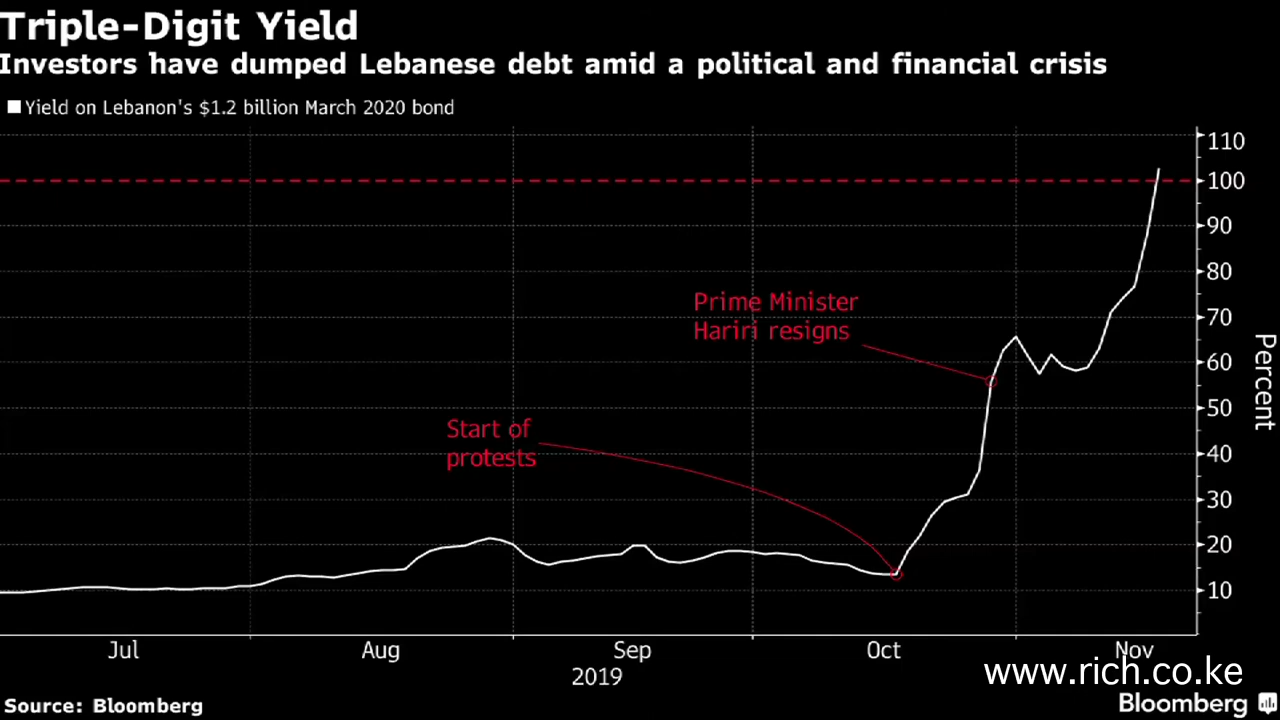 Triple-Digit Yield
Investors have dumped Lebanese debt amid a political and financial crisis
Yield on Lebanon's $1.2 billion March 2020 bond
110
100
90
80
70
60
50
40
30
20
10
Percent
Prime Minister
Hariri resigns
Start of
protests
Jul Aug Sep Oct Nov
2019
www.rich.co.ke
Source: Bloomberg
Bloomberg